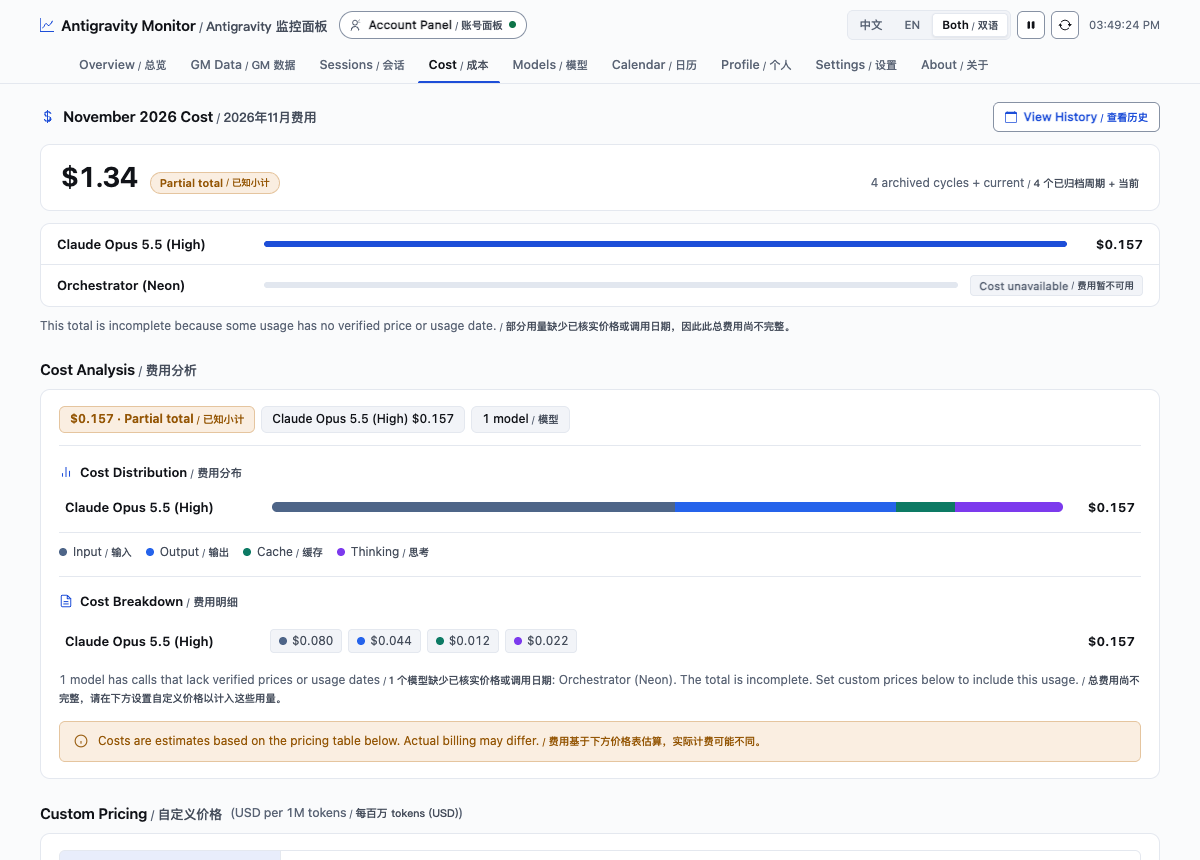 Antigravity Monitor / Antigravity 监控面板
Account Panel / 账号面板
中文 EN Both / 双语
03:49:24 PM
Overview / 总览 GM Data / GM 数据 Sessions / 会话 Cost / 成本 Models / 模型 Calendar / 日历 Profile / 个人 Settings / 设置 About / 关于
November 2026 Cost / 2026年11月费用
View History / 查看历史
$1.34 Partial total / 已知小计
4 archived cycles + current / 4 个已归档周期 + 当前
Claude Opus 5.5 (High) $0.157
Orchestrator (Neon) Cost unavailable / 费用暂不可用
This total is incomplete because some usage has no verified price or usage date. / 部分用量缺少已核实价格或调用日期，因此此总费用尚不完整。
Cost Analysis / 费用分析
$0.157 · Partial total / 已知小计 Claude Opus 5.5 (High) $0.157 1 model / 模型
Cost Distribution / 费用分布
Claude Opus 5.5 (High) $0.157
Input / 输入 Output / 输出 Cache / 缓存 Thinking / 思考
Cost Breakdown / 费用明细
Claude Opus 5.5 (High) $0.080 $0.044 $0.012 $0.022 $0.157
1 model has calls that lack verified prices or usage dates / 1 个模型缺少已核实价格或调用日期: Orchestrator (Neon). The total is incomplete. Set custom prices below to include this usage. / 总费用尚不
完整，请在下方设置自定义价格以计入这些用量。
Costs are estimates based on the pricing table below. Actual billing may differ. / 费用基于下方价格表估算，实际计费可能不同。
Custom Pricing / 自定义价格 (USD per 1M tokens / 每百万 tokens (USD))